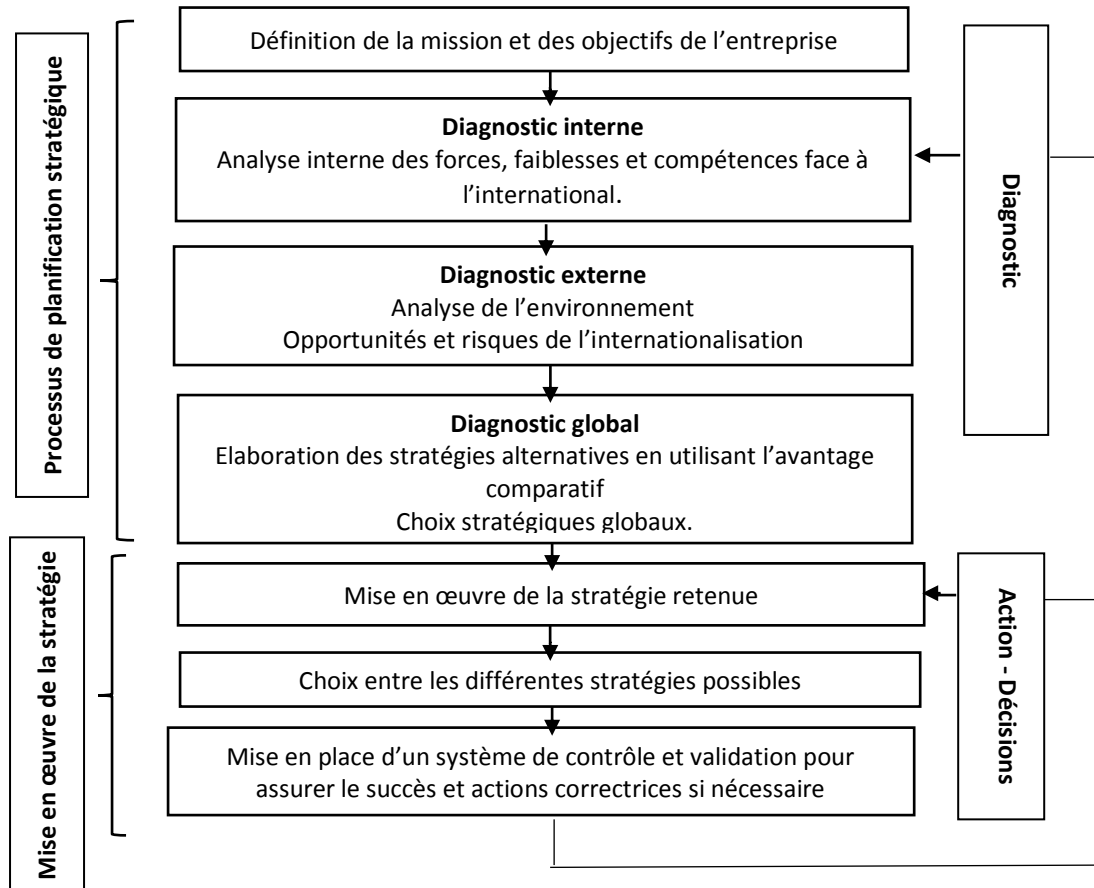 Définition de la mission et des objectifs de l’entreprise
Processus de planification stratégique
Diagnostic interne
Analyse interne des forces, faiblesses et compétences face à
l’international.
Diagnostic
Diagnostic externe
Analyse de l’environnement
Opportunités et risques de l’internationalisation
Diagnostic global
Elaboration des stratégies alternatives en utilisant l’avantage
comparatif
Choix stratégiques globaux.
Mise en œuvre de la stratégie
Mise en œuvre de la stratégie retenue
Action - Décisions
Choix entre les différentes stratégies possibles
Mise en place d’un système de contrôle et validation pour
assurer le succès et actions correctrices si nécessaire